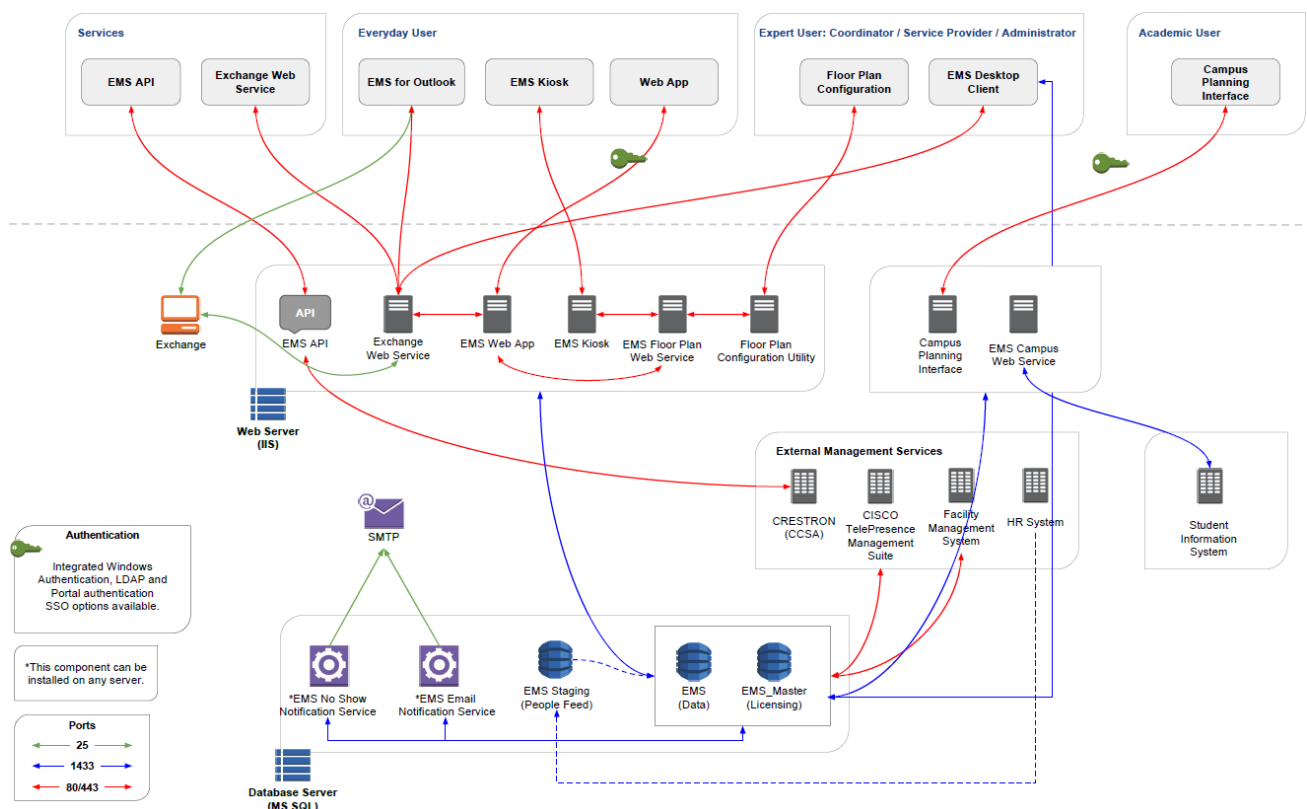 Services
EMS API
Exchange Web
Service
Everyday User
EMS for Outlook
EMS Kiosk
Web App
Expert User: Coordinator / Service Provider / Administrator
Floor Plan
Configuration
EMS Desktop
Client
Academic User
Campus
Planning
Interface
Exchange
API
EMS API
Exchange
Web Service
EMS Web App
EMS Kiosk
EMS Floor Plan
Web Service
Floor Plan
Configuration Utility
Web Server
(IIS)
Campus
Planning
Interface
EMS Campus
Web Service
External Management Services
CRESTRON
(CCSA)
CISCO
TelePresence
Management
Suite
Facility
Management
System
HR System
Student
Information
System
@
SMTP
Authentication
Integrated Windows
Authentication, LDAP and
Portal authentication
SSO options available.
*This component can be
installed on any server.
Ports
25
1433
80/443
*EMS No Show
Notification Service
*EMS Email
Notification Service
EMS Staging
(People Feed)
EMS
(Data)
EMS_Master
(Licensing)
Database Server
(MS SQL)